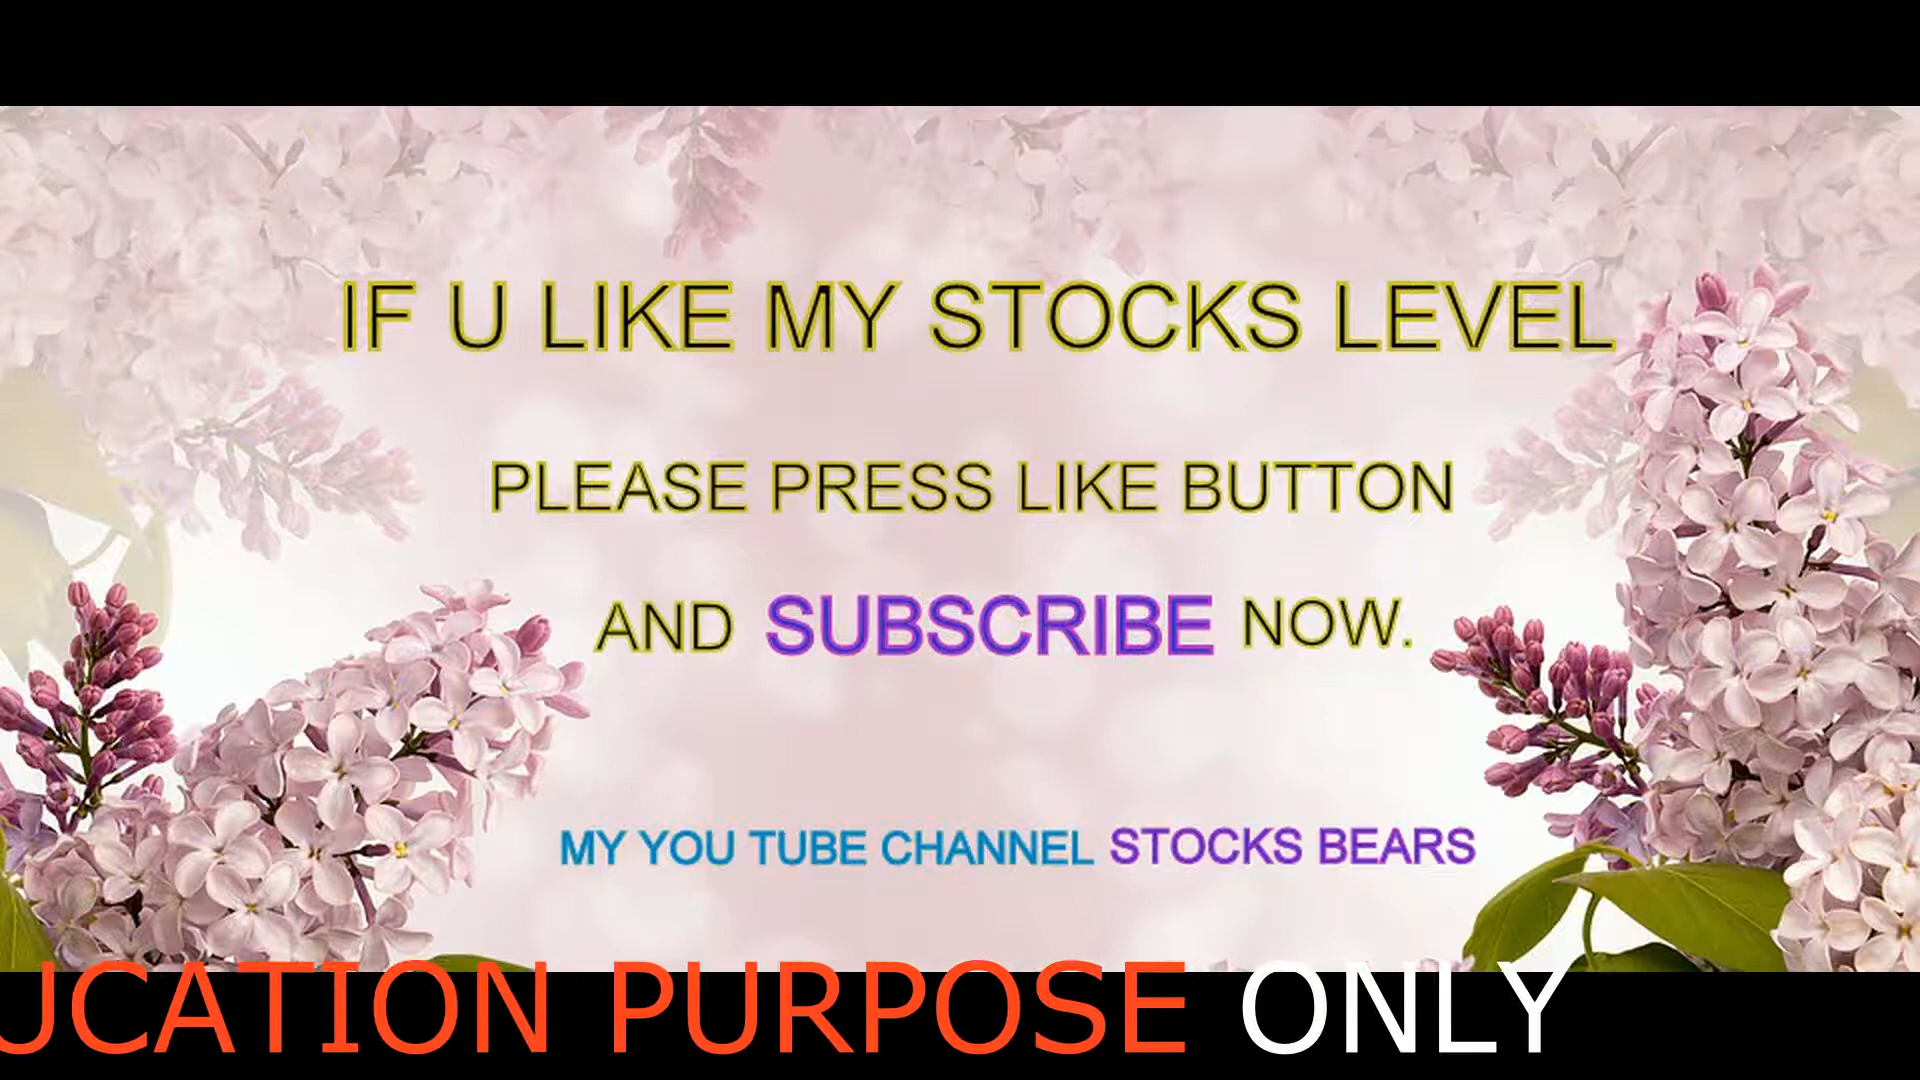 IF U LIKE MY STOCKS LEVEL
PLEASE PRESS LIKE BUTTON
AND SUBSCRIBE NOW.
MY YOU TUBE CHANNEL STOCKS BEARS
UCATION PURPOSE ONLY